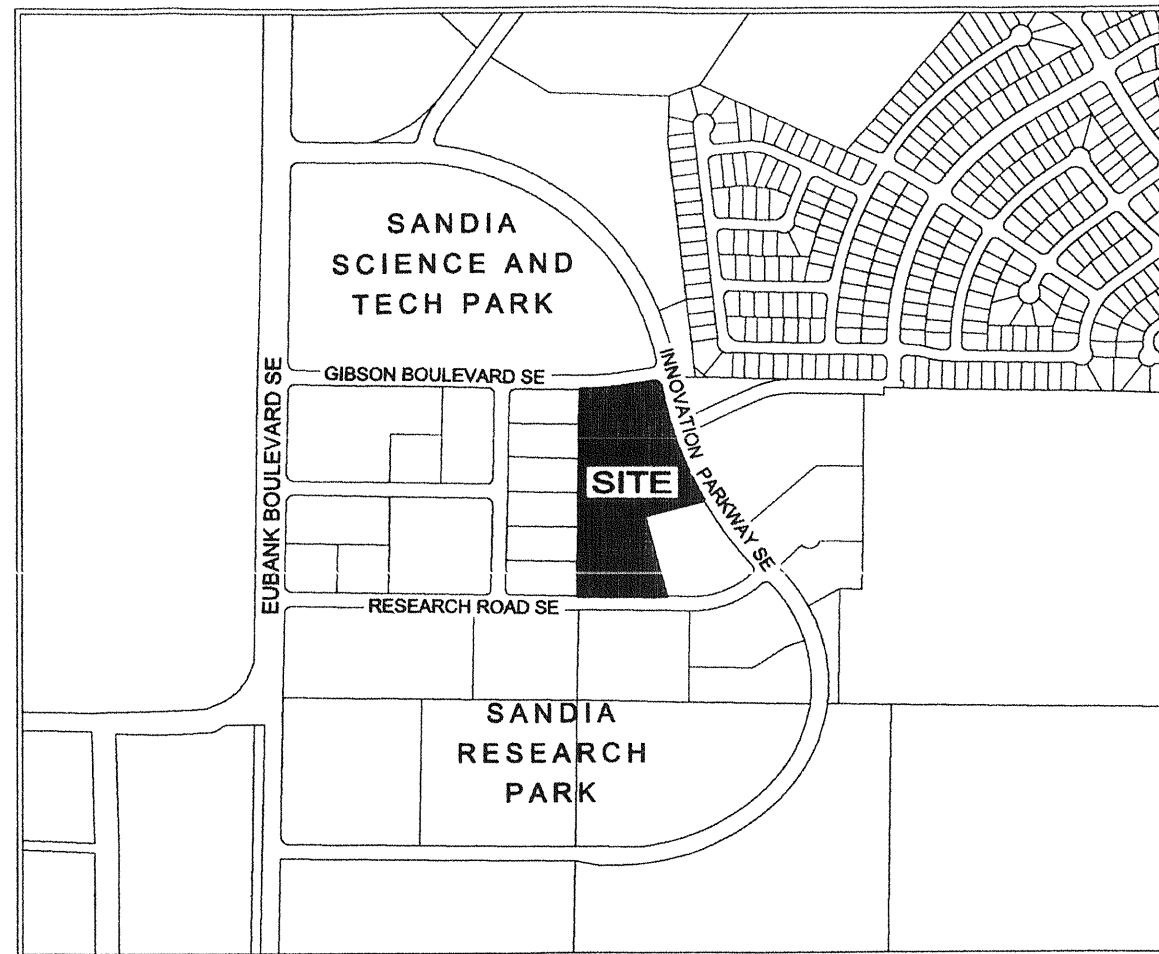 SANDIA
SCIENCE AND
TECH PARK
GIBSON BOULEVARD SE
INNOVATION PARKWAY SE
EUBANK BOULEVARD SE
SITE
RESEARCH ROAD SE
SANDIA
RESEARCH
PARK